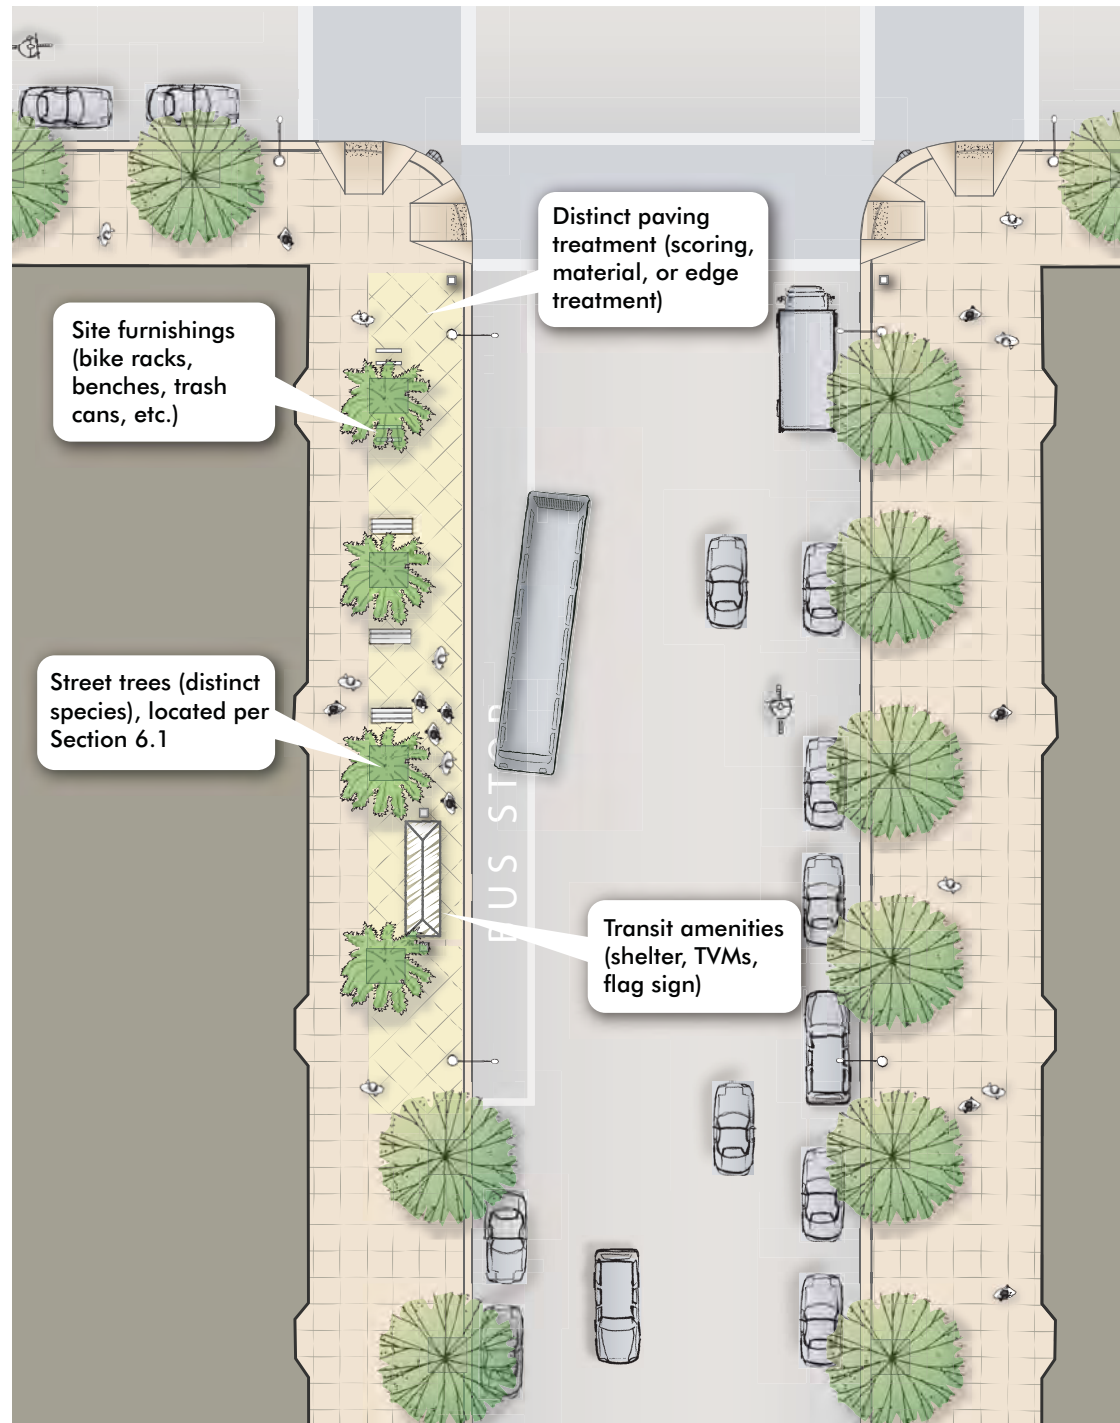 Distinct paving
treatment (scoring,
material, or edge
treatment)
Site furnishings
(bike racks,
benches, trash
cans, etc.)
Street trees (distinct
species), located per
Section 6.1
BUS STOP
Transit amenities
(shelter, TVMs,
flag sign)